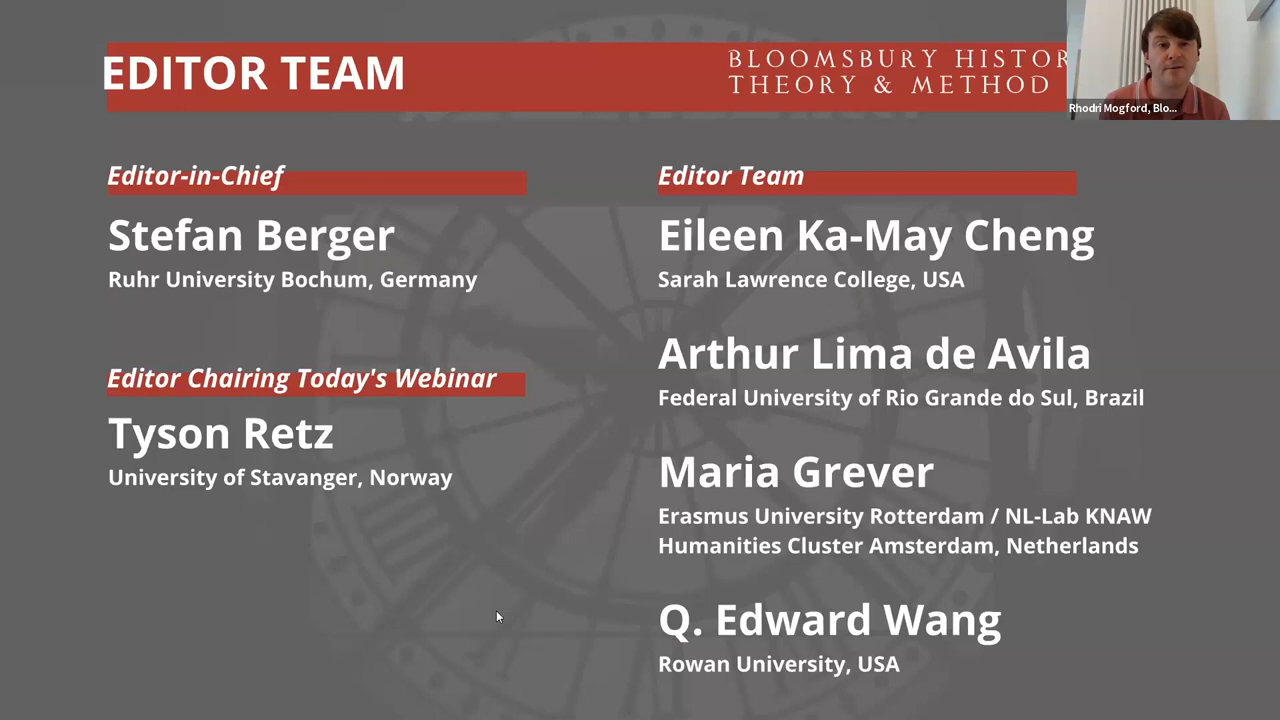 EDITOR TEAM
BLOOMSBURY HISTOR
THEORY & METHOD
Rhodri Mogford, Blo...
Editor-in-Chief
Stefan Berger
Ruhr University Bochum, Germany
Editor Chairing Today's Webinar
Tyson Retz
University of Stavanger, Norway
Editor Team
Eileen Ka-May Cheng
Sarah Lawrence College, USA
Arthur Lima de Avila
Federal University of Rio Grande do Sul, Brazil
Maria Grever
Erasmus University Rotterdam / NL-Lab KNAW
Humanities Cluster Amsterdam, Netherlands
Q. Edward Wang
Rowan University, USA